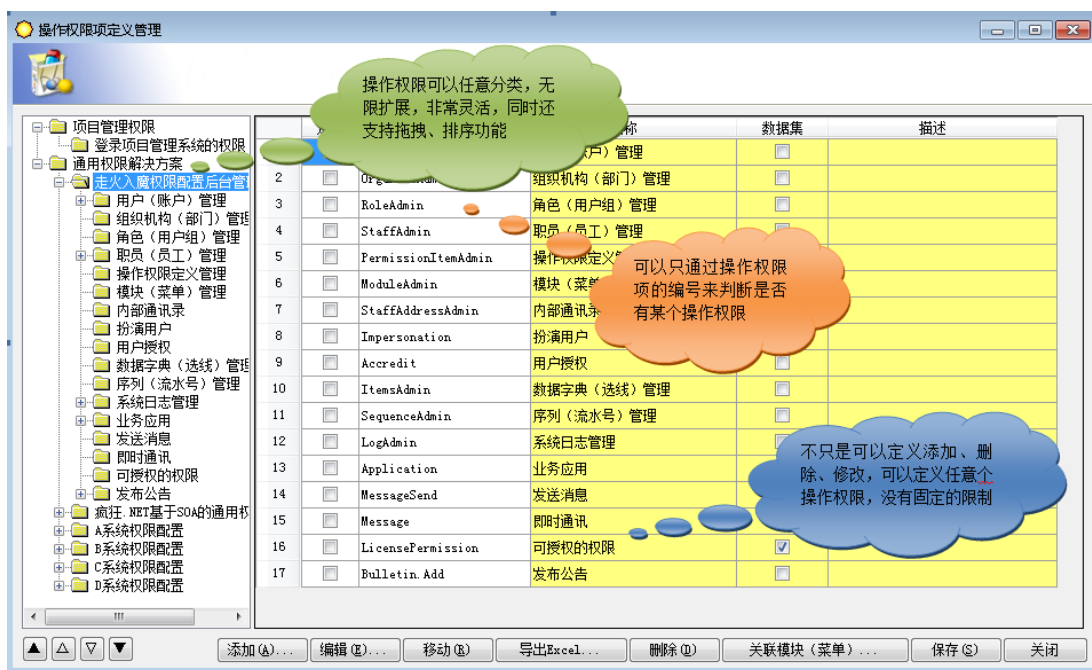 操作权限项定义管理
操作权限可以任意分类，无
限扩展，非常灵活，同时还
支持拖拽、排序功能
项目管理权限
登录项目管理系统的权限
通用权限解决方案
走火入魔权限配置后台管
用户（账户）管理
组织机构（部门）管理
角色（用户组）管理
职员（员工）管理
操作权限定义管理
模块（菜单）管理
内部通讯录
扮演用户
用户授权
数据字典（选线）管理
序列（流水号）管理
系统日志管理
业务应用
发送消息
即时通讯
可授权的权限
发布公告
疯狂.NET基于SOA的通用权
A系统权限配置
B系统权限配置
C系统权限配置
D系统权限配置
称 数据集 描述
户）管理
2 组织机构（部门）管理
3 RoleAdmin 角色（用户组）管理
4 StaffAdmin 职员（员工）管理
5 PermissionItemAdmin 操作权限定义
6 ModuleAdmin 模块（菜单
7 StaffAddressAdmin 内部通讯录
8 Impersonation 扮演用户
9 Accredit 用户授权
10 ItemsAdmin 数据字典（选线）管理
11 SequenceAdmin 序列（流水号）管理
12 LogAdmin 系统日志管理
13 Application 业务应用
14 MessageSend 发送消息
15 Message 即时通讯
16 LicensePermission 可授权的权限
17 Bulletin.Add 发布公告
可以只通过操作权限
项的编号来判断是否
有某个操作权限
不只是可以定义添加、删
除、修改，可以定义任意个
操作权限，没有固定的限制
添加(A)... 编辑(E)... 移动(R) 导出Excel... 删除(D) 关联模块（菜单）... 保存(S) 关闭